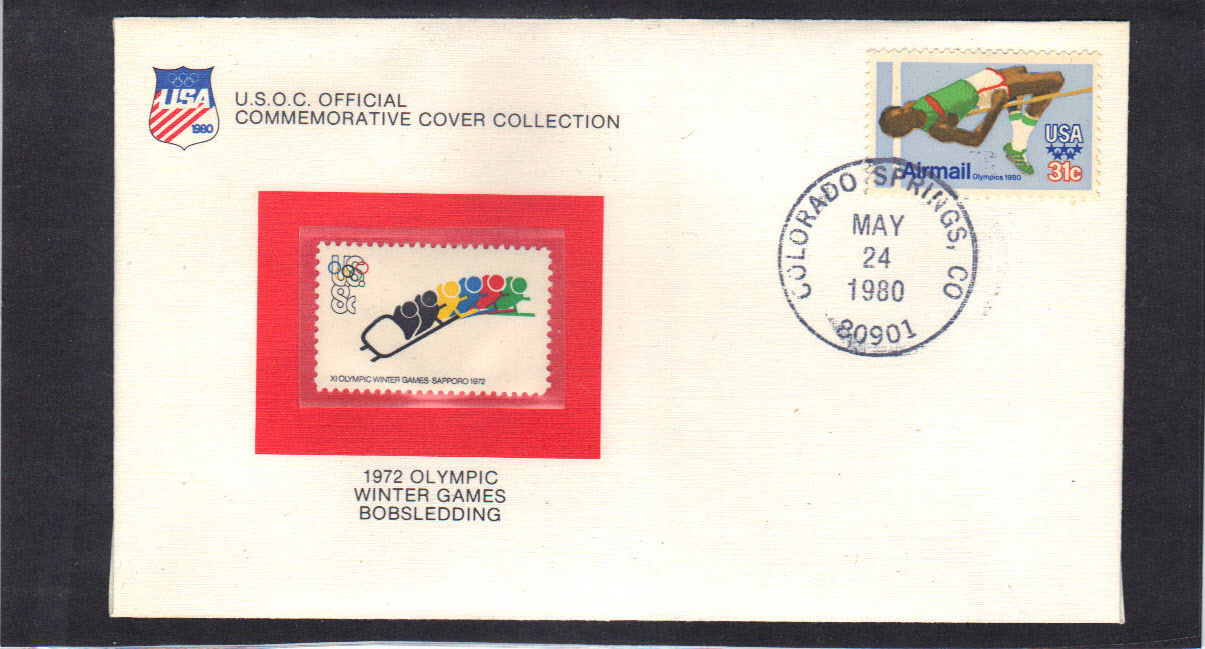 USA
1980
U.S.O.C. OFFICIAL
COMMEMORATIVE COVER COLLECTION
USA
31c
Airmail Olympics 1980
COLORADO SPRINGS, CO
MAY
24
1980
80901
US
8¢
XI OLYMPIC WINTER GAMES · SAPPORO 1972
1972 OLYMPIC
WINTER GAMES
BOBSLEDDING